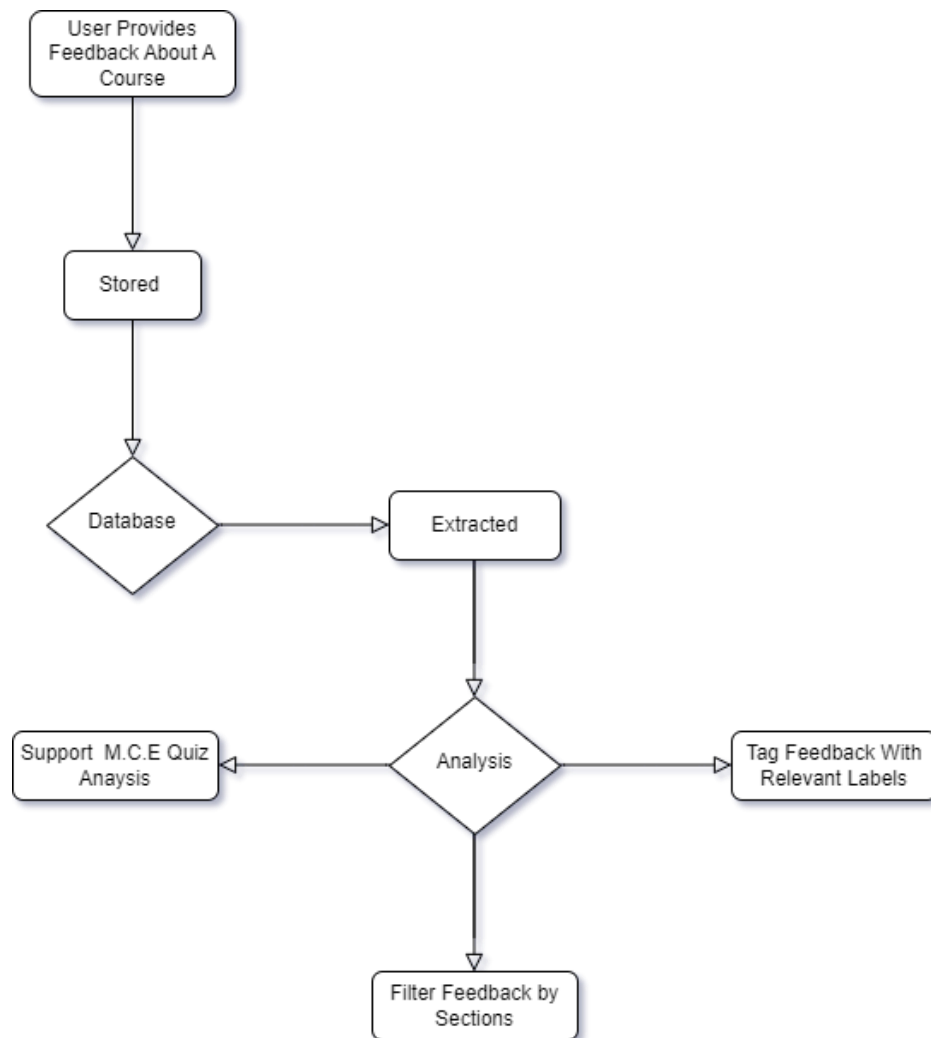 User Provides
Feedback About A
Course
Stored
Database
Extracted
Analysis
Support M.C.E Quiz
Anaysis
Tag Feedback With
Relevant Labels
Filter Feedback by
Sections